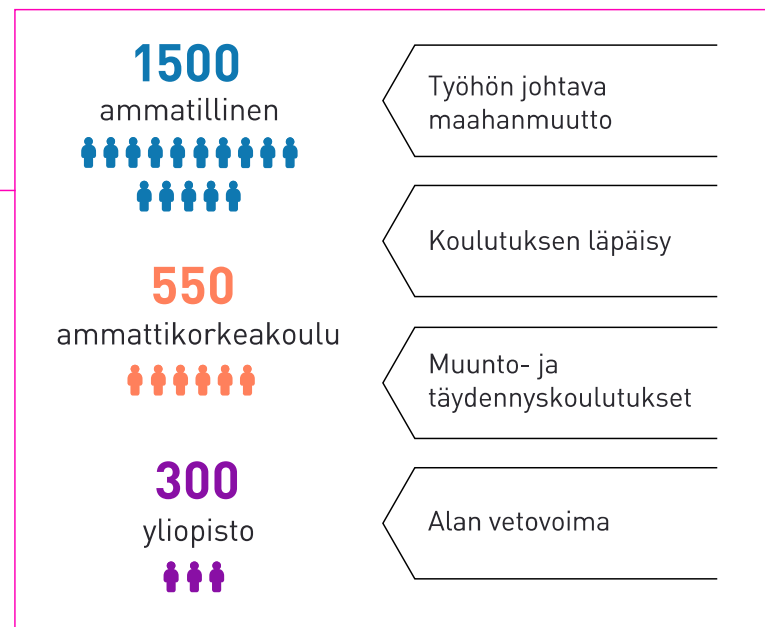 1500
ammatillinen
550
ammattikorkeakoulu
300
yliopisto
Työhön johtava
maahanmuutto
Koulutuksen läpäisy
Muunto- ja
täydennyskoulutukset
Alan vetovoima